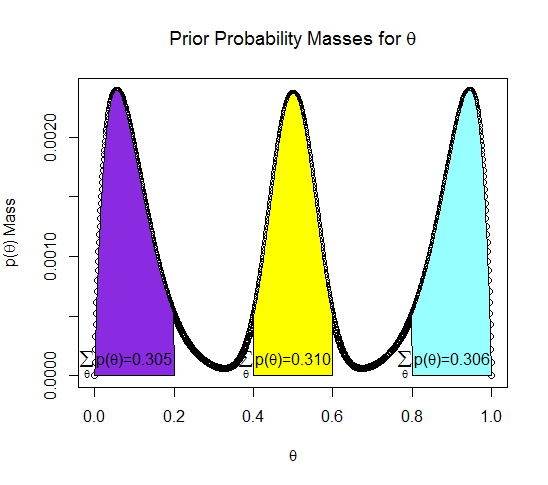 Prior Probability Masses for θ
p(θ) Mass
0.0020
0.0010
0.0000
∑θ p(θ)=0.305
∑θ p(θ)=0.310
∑θ p(θ)=0.306
0.0 0.2 0.4 0.6 0.8 1.0
θ